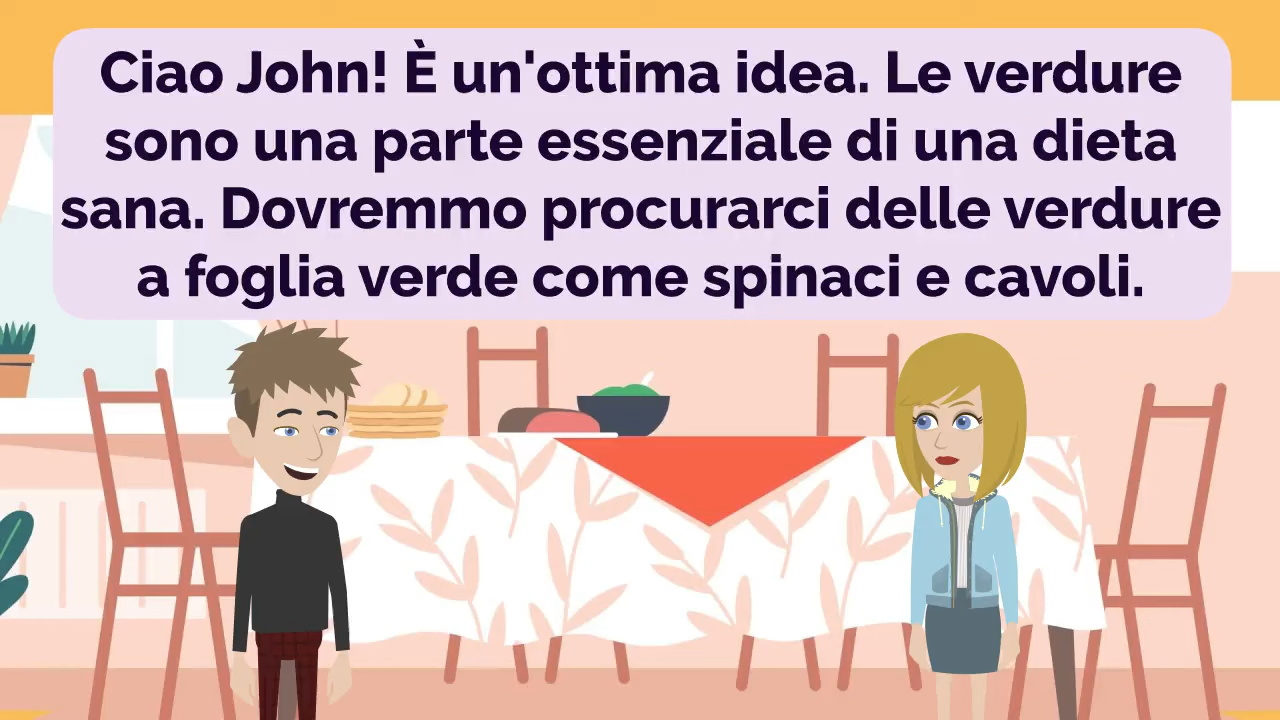 Ciao John! È un'ottima idea. Le verdure
sono una parte essenziale di una dieta
sana. Dovremmo procurarci delle verdure
a foglia verde come spinaci e cavoli.